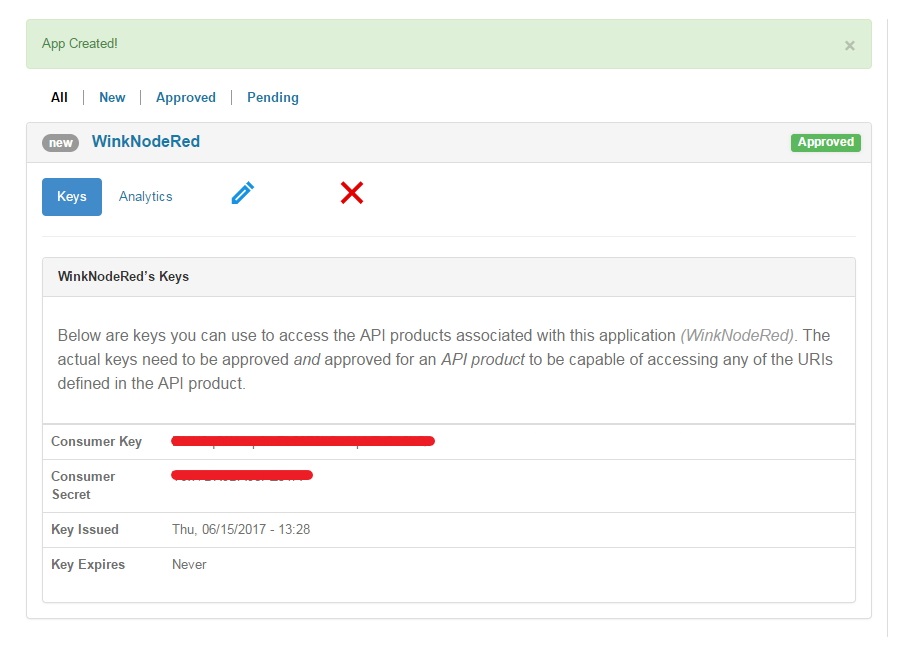 App Created!
×
All New Approved Pending
new WinkNodeRed Approved
Keys Analytics
WinkNodeRed's Keys
Below are keys you can use to access the API products associated with this application (WinkNodeRed). The
actual keys need to be approved and approved for an API product to be capable of accessing any of the URIs
defined in the API product.
Consumer Key
Consumer
Secret
Key Issued Thu, 06/15/2017 - 13:28
Key Expires Never